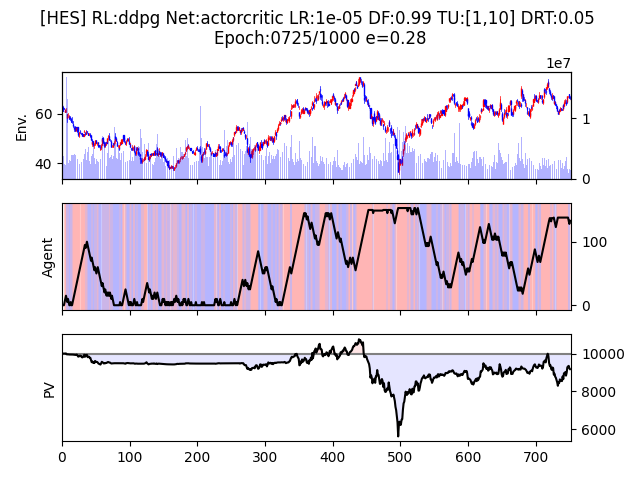 [HES] RL:ddpg Net:actorcritic LR:1e-05 DF:0.99 TU:[1,10] DRT:0.05
Epoch:0725/1000 e=0.28
1e7
Env.
60
40
1
0
Agent
100
0
PV
10000
8000
6000
0
100
200
300
400
500
600
700